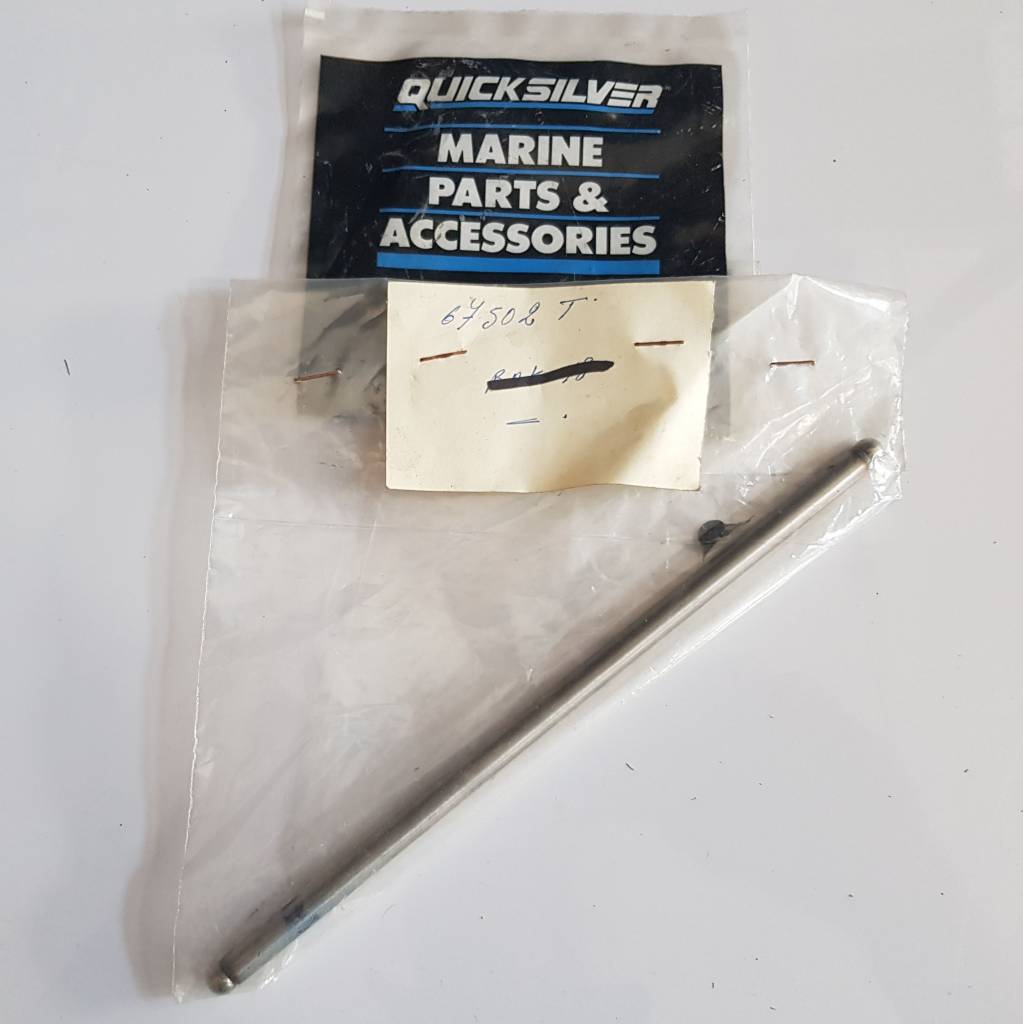 QUICKSILVER
MARINE
PARTS &
ACCESSORIES
67502 T